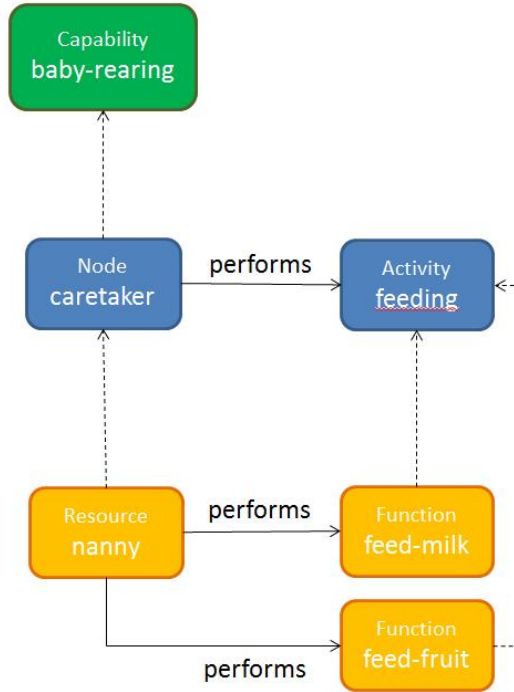 Capability
baby-rearing
Node
caretaker
performs
Activity
feeding
Resource
nanny
performs
Function
feed-milk
performs
Function
feed-fruit